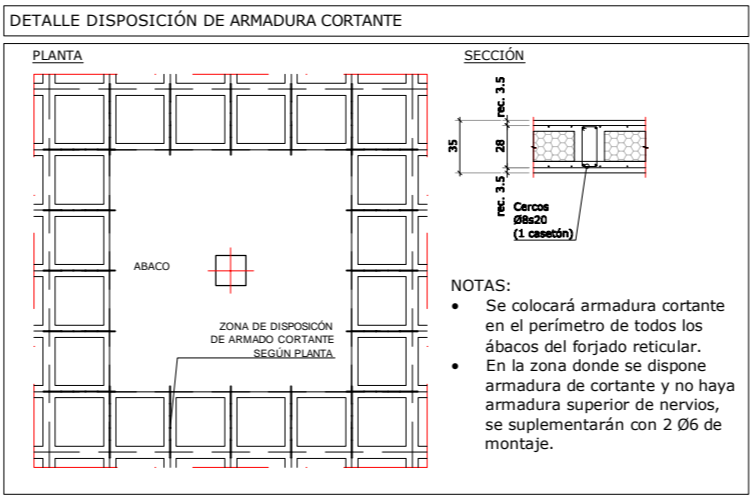 DETALLE DISPOSICIÓN DE ARMADURA CORTANTE
PLANTA
ABACO
ZONA DE DISPOSICÓN
DE ARMADO CORTANTE
SEGÚN PLANTA
SECCIÓN
rec. 3.5
35
28
rec. 3.5
Cercos
Ø8s20
(1 casetón)
NOTAS:
• Se colocará armadura cortante
en el perímetro de todos los
ábacos del forjado reticular.
• En la zona donde se dispone
armadura de cortante y no haya
armadura superior de nervios,
se suplementarán con 2 Ø6 de
montaje.